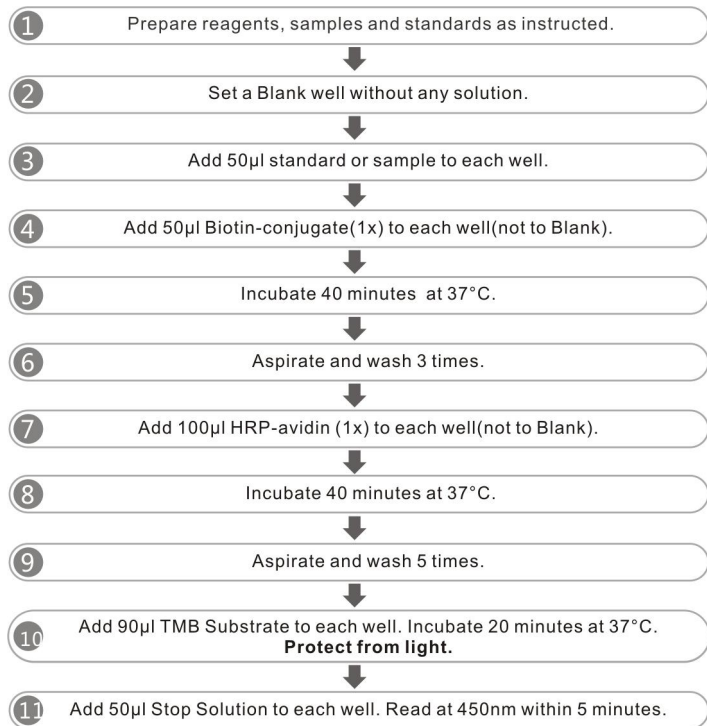 1 Prepare reagents, samples and standards as instructed.
2 Set a Blank well without any solution.
3 Add 50μl standard or sample to each well.
4 Add 50μl Biotin-conjugate(1x) to each well(not to Blank).
5 Incubate 40 minutes at 37°C.
6 Aspirate and wash 3 times.
7 Add 100μl HRP-avidin (1x) to each well(not to Blank).
8 Incubate 40 minutes at 37°C.
9 Aspirate and wash 5 times.
10 Add 90μl TMB Substrate to each well. Incubate 20 minutes at 37°C.
Protect from light.
11 Add 50μl Stop Solution to each well. Read at 450nm within 5 minutes.